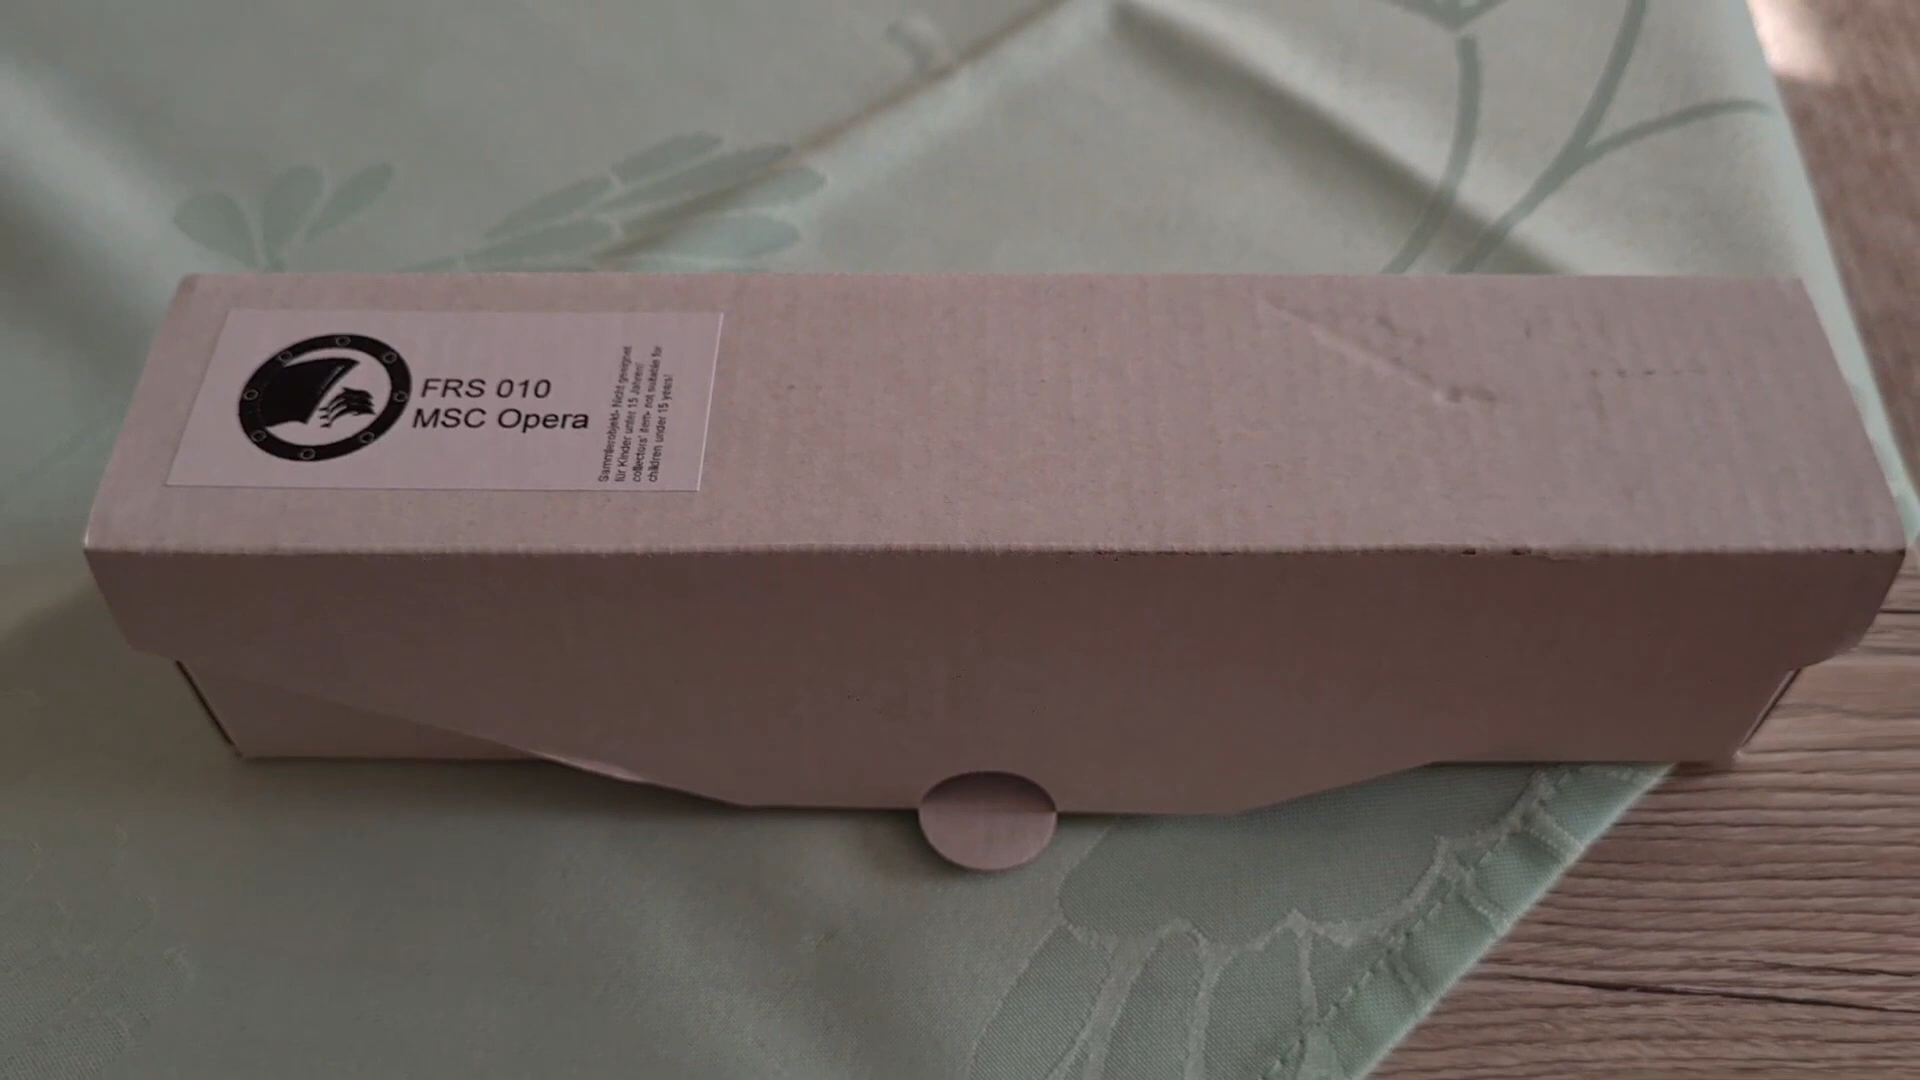 FRS 010
MSC Opera
Sammlerobjekt- Nicht geeignet
für Kinder unter 15 Jahren!
collectors' item- not suitable for
children under 15 years!